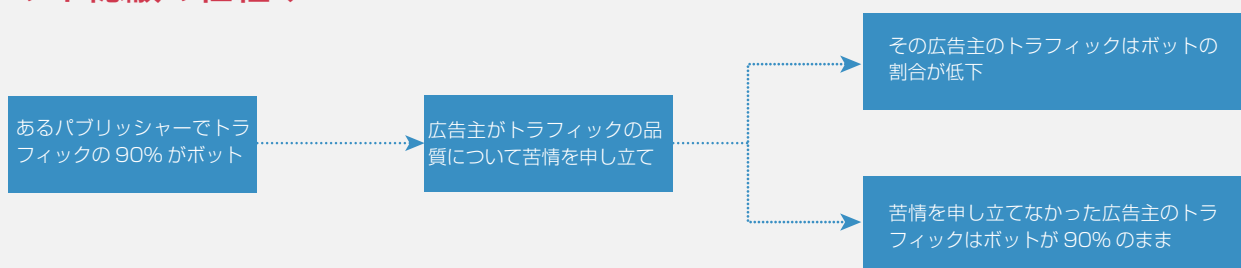 あるパブリッシャーでトラ
フィックの 90% がボット
広告主がトラフィックの品
質について苦情を申し立て
その広告主のトラフィックはボットの
割合が低下
苦情を申し立てなかった広告主のトラ
フィックはボットが 90% のまま